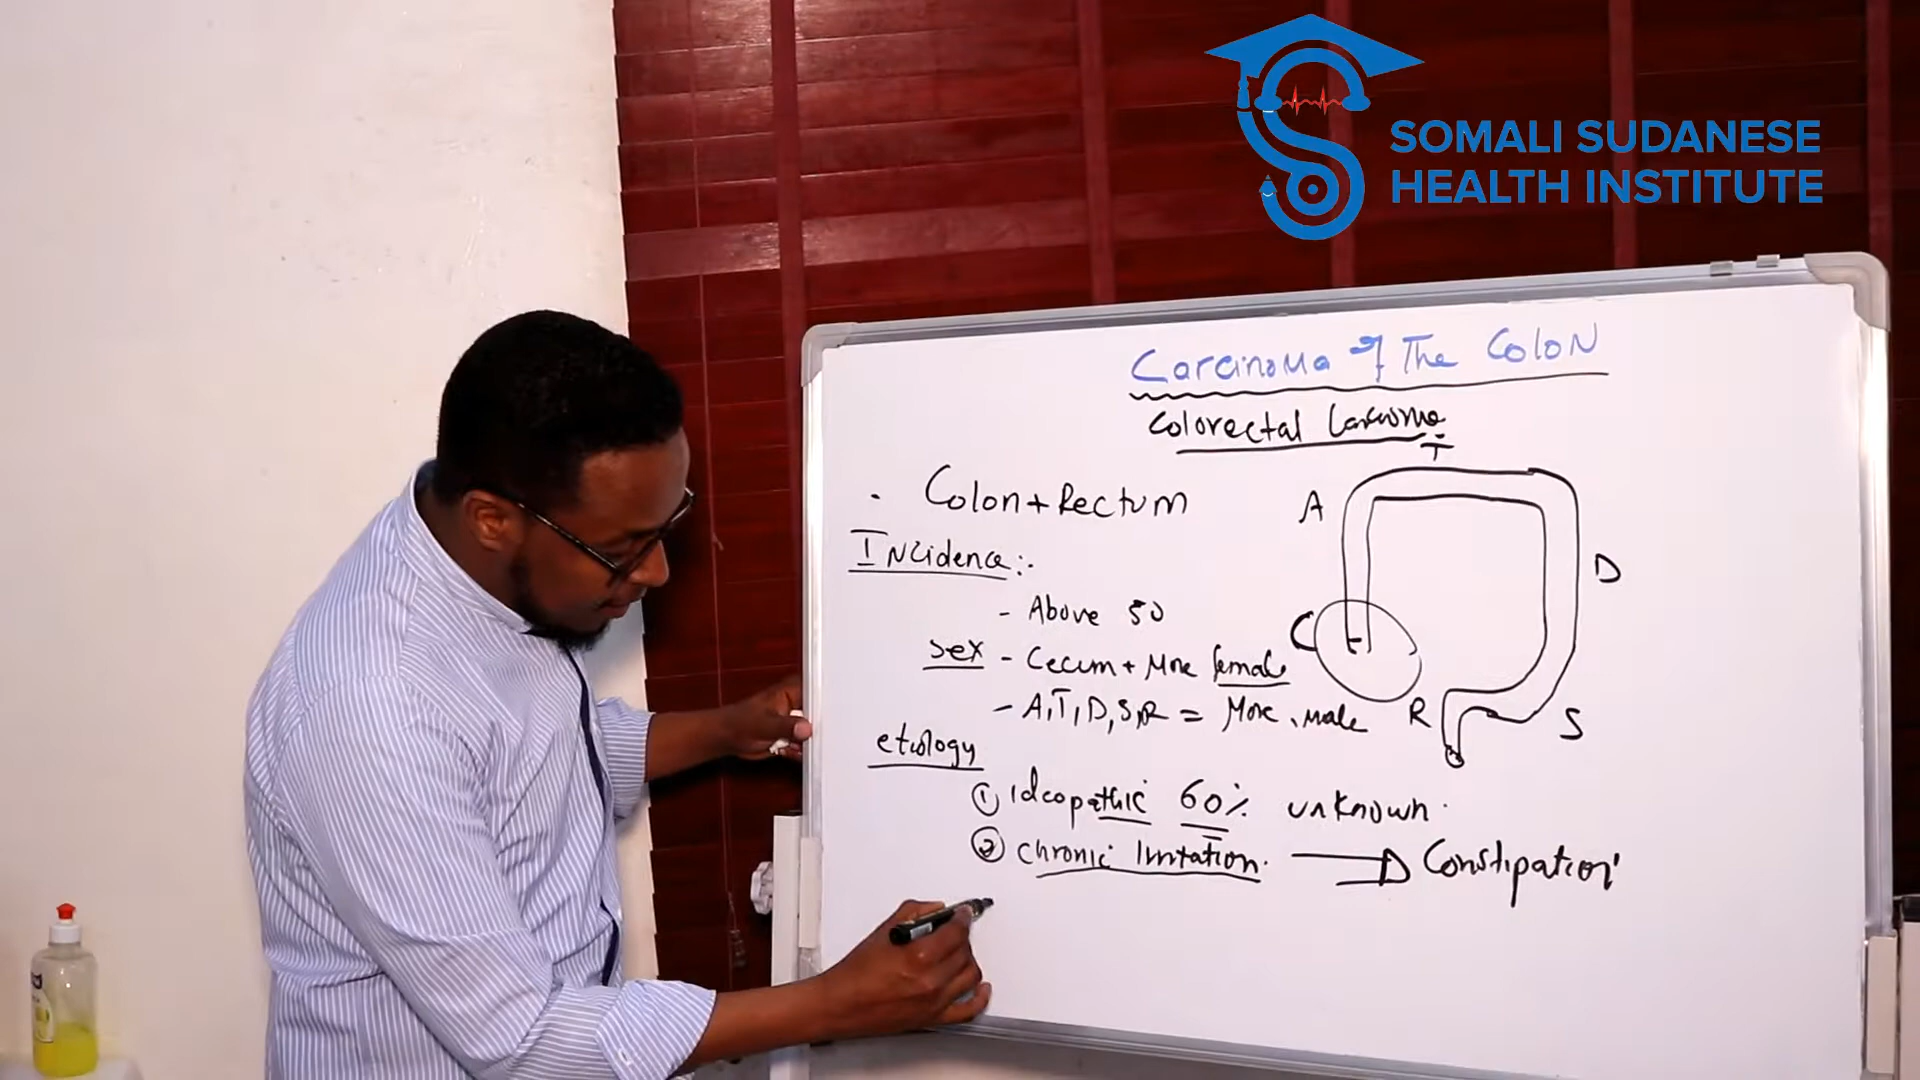 SOMALI SUDANESE
HEALTH INSTITUTE
Carcinoma of The Colon
Colorectal Carcinoma
T
• Colon + Rectum
A
Incidence:-
D
- Above 50
C
Sex - Cecum + More female
- A, T, D, S, R = More male
R
S
etiology
① Ideopathic 60% unknown.
② chronic Irritation. Constipation